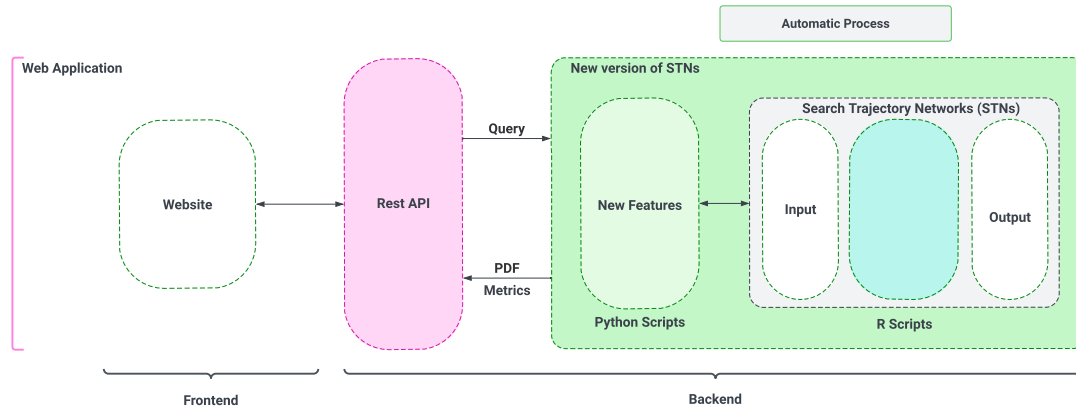 Automatic Process
Web Application
New version of STNs
Search Trajectory Networks (STNs)
Query
Website
Rest API
New Features
Input
Output
PDF
Metrics
Python Scripts
R Scripts
Frontend
Backend